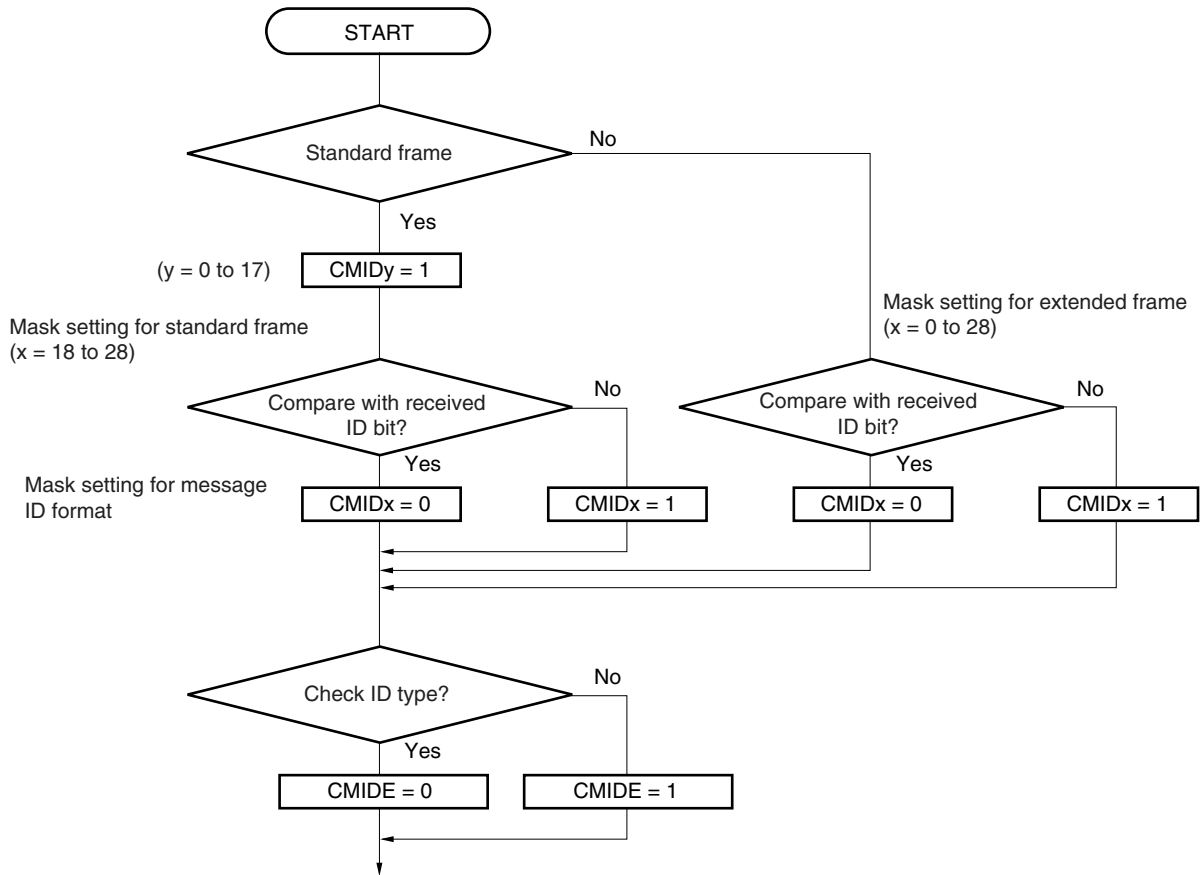 START
Standard frame
No
Yes
(y = 0 to 17)
CMIDy = 1
Mask setting for standard frame
(x = 18 to 28)
Mask setting for extended frame
(x = 0 to 28)
Compare with received
ID bit?
No
Yes
Compare with received
ID bit?
No
Yes
Mask setting for message
ID format
CMIDx = 0
CMIDx = 1
CMIDx = 0
CMIDx = 1
Check ID type?
No
Yes
CMIDE = 0
CMIDE = 1